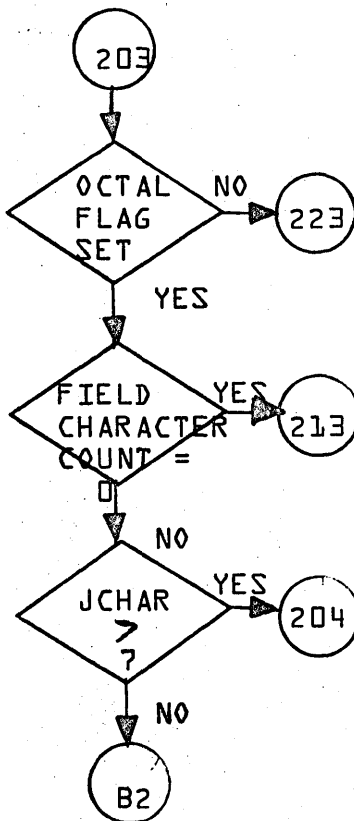 203
OCTAL NO
FLAG 223
SET
YES
FIELD YES
CHARACTER 213
COUNT =
0
NO
JCHAR YES
> 204
7
NO
B2